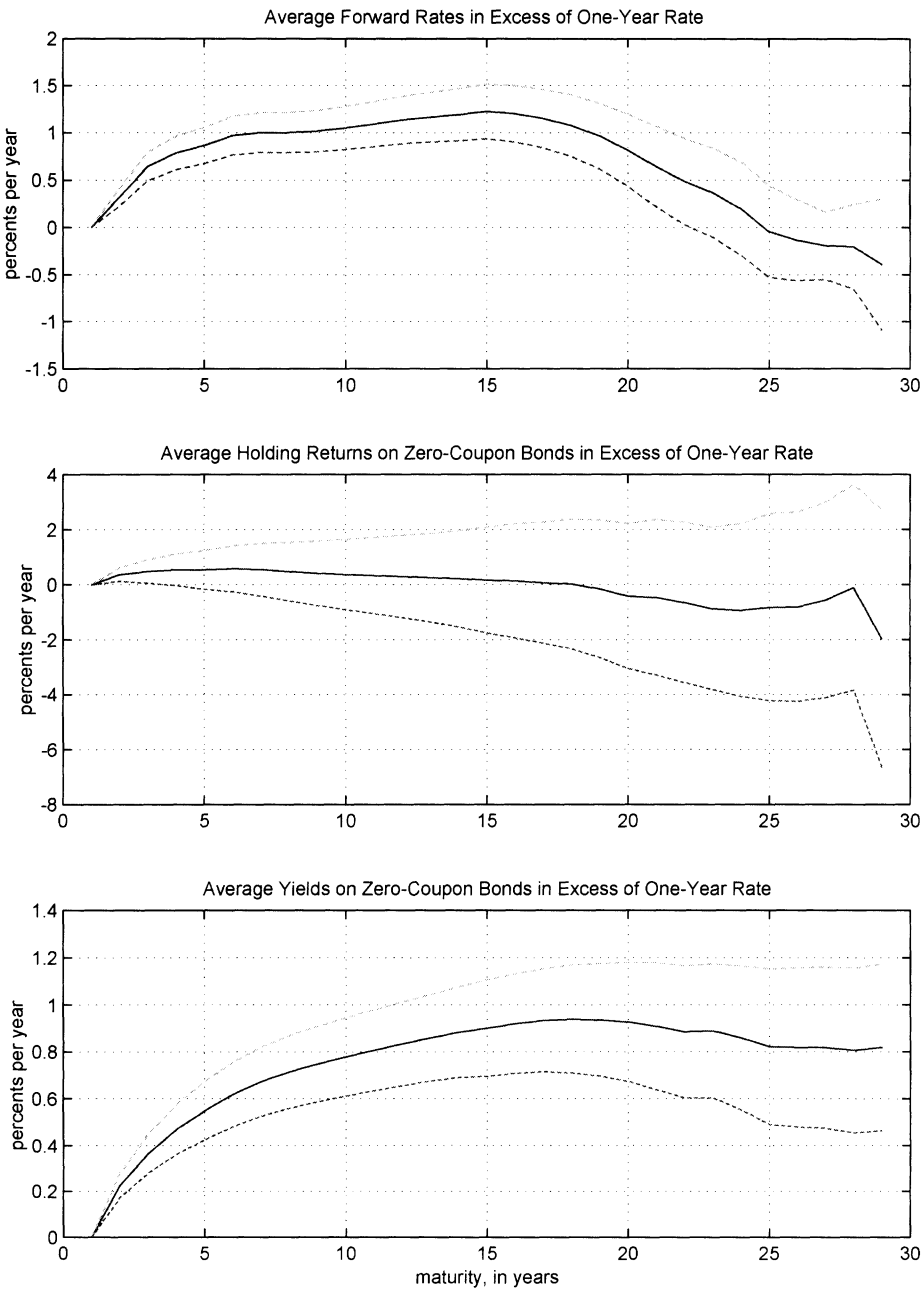 Average Forward Rates in Excess of One-Year Rate
2
1.5
1
0.5
0
-0.5
-1
-1.5
percents per year
0 5 10 15 20 25 30
Average Holding Returns on Zero-Coupon Bonds in Excess of One-Year Rate
4
2
0
-2
-4
-6
-8
percents per year
0 5 10 15 20 25 30
Average Yields on Zero-Coupon Bonds in Excess of One-Year Rate
1.4
1.2
1
0.8
0.6
0.4
0.2
0
percents per year
0 5 10 15 20 25 30
maturity, in years